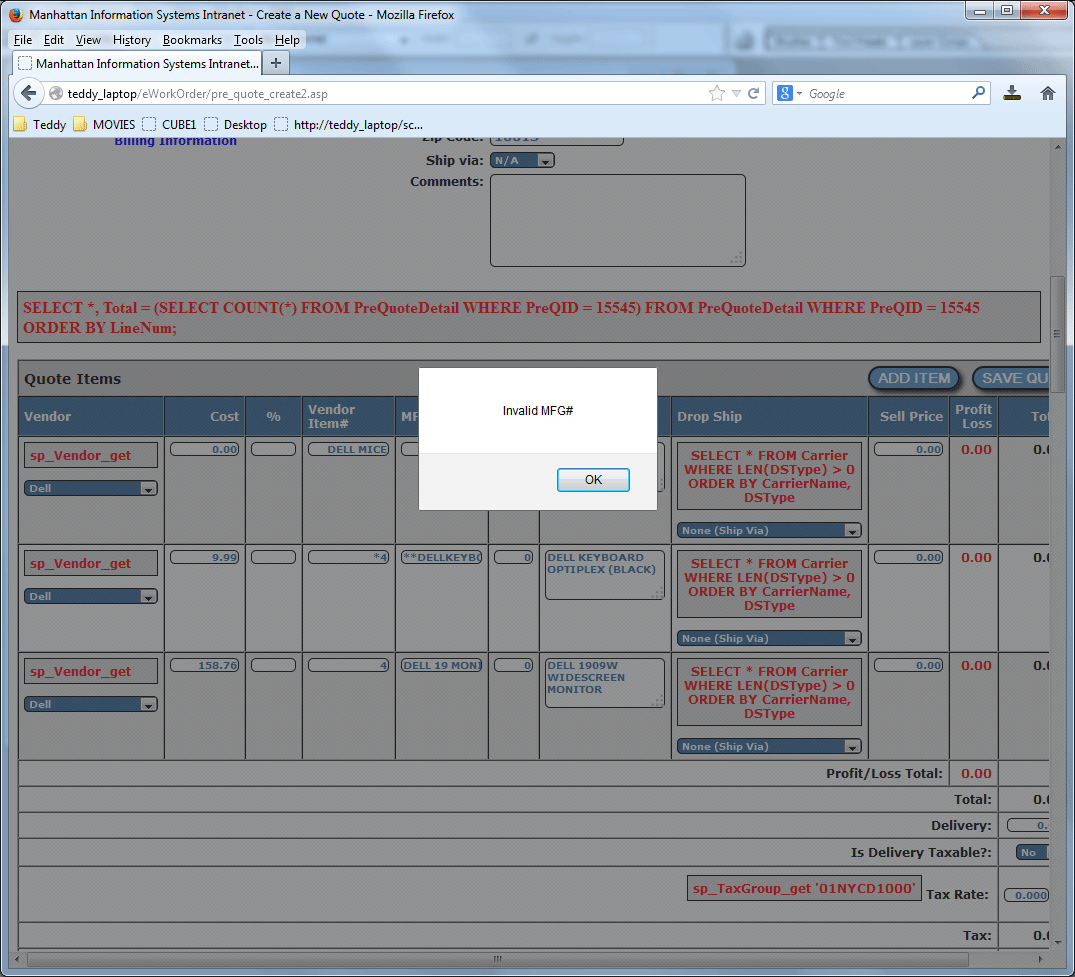 Manhattan Information Systems Intranet - Create a New Quote - Mozilla Firefox
File Edit View History Bookmarks Tools Help
Manhattan Information Systems Intranet... +
teddy_laptop/eWorkOrder/pre_quote_create2.asp
Google
Teddy MOVIES CUBE1 Desktop http://teddy_laptop/sc...
Billing Information
Zip Code:
Ship via: N/A
Comments:
SELECT *, Total = (SELECT COUNT(*) FROM PreQuoteDetail WHERE PreQID = 15545) FROM PreQuoteDetail WHERE PreQID = 15545
ORDER BY LineNum;
Quote Items ADD ITEM SAVE QU
Vendor Cost % Vendor Item# MF Drop Ship Sell Price Profit Loss To
Invalid MFG#
OK
sp_Vendor_get 0.00 DELL MICE
Dell
SELECT * FROM Carrier
WHERE LEN(DSType) > 0
ORDER BY CarrierName,
DSType
None (Ship Via)
0.00 0.00 0.
sp_Vendor_get 9.99 *4 **DELLKEYBO 0
Dell
DELL KEYBOARD
OPTIPLEX (BLACK)
SELECT * FROM Carrier
WHERE LEN(DSType) > 0
ORDER BY CarrierName,
DSType
None (Ship Via)
0.00 0.00 0.
sp_Vendor_get 158.76 4 DELL 19 MONI 0
Dell
DELL 1909W
WIDESCREEN
MONITOR
SELECT * FROM Carrier
WHERE LEN(DSType) > 0
ORDER BY CarrierName,
DSType
None (Ship Via)
0.00 0.00 0.
Profit/Loss Total: 0.00
Total: 0.
Delivery: 0.
Is Delivery Taxable?: No
sp_TaxGroup_get '01NYCD1000' Tax Rate: 0.000
Tax: 0.